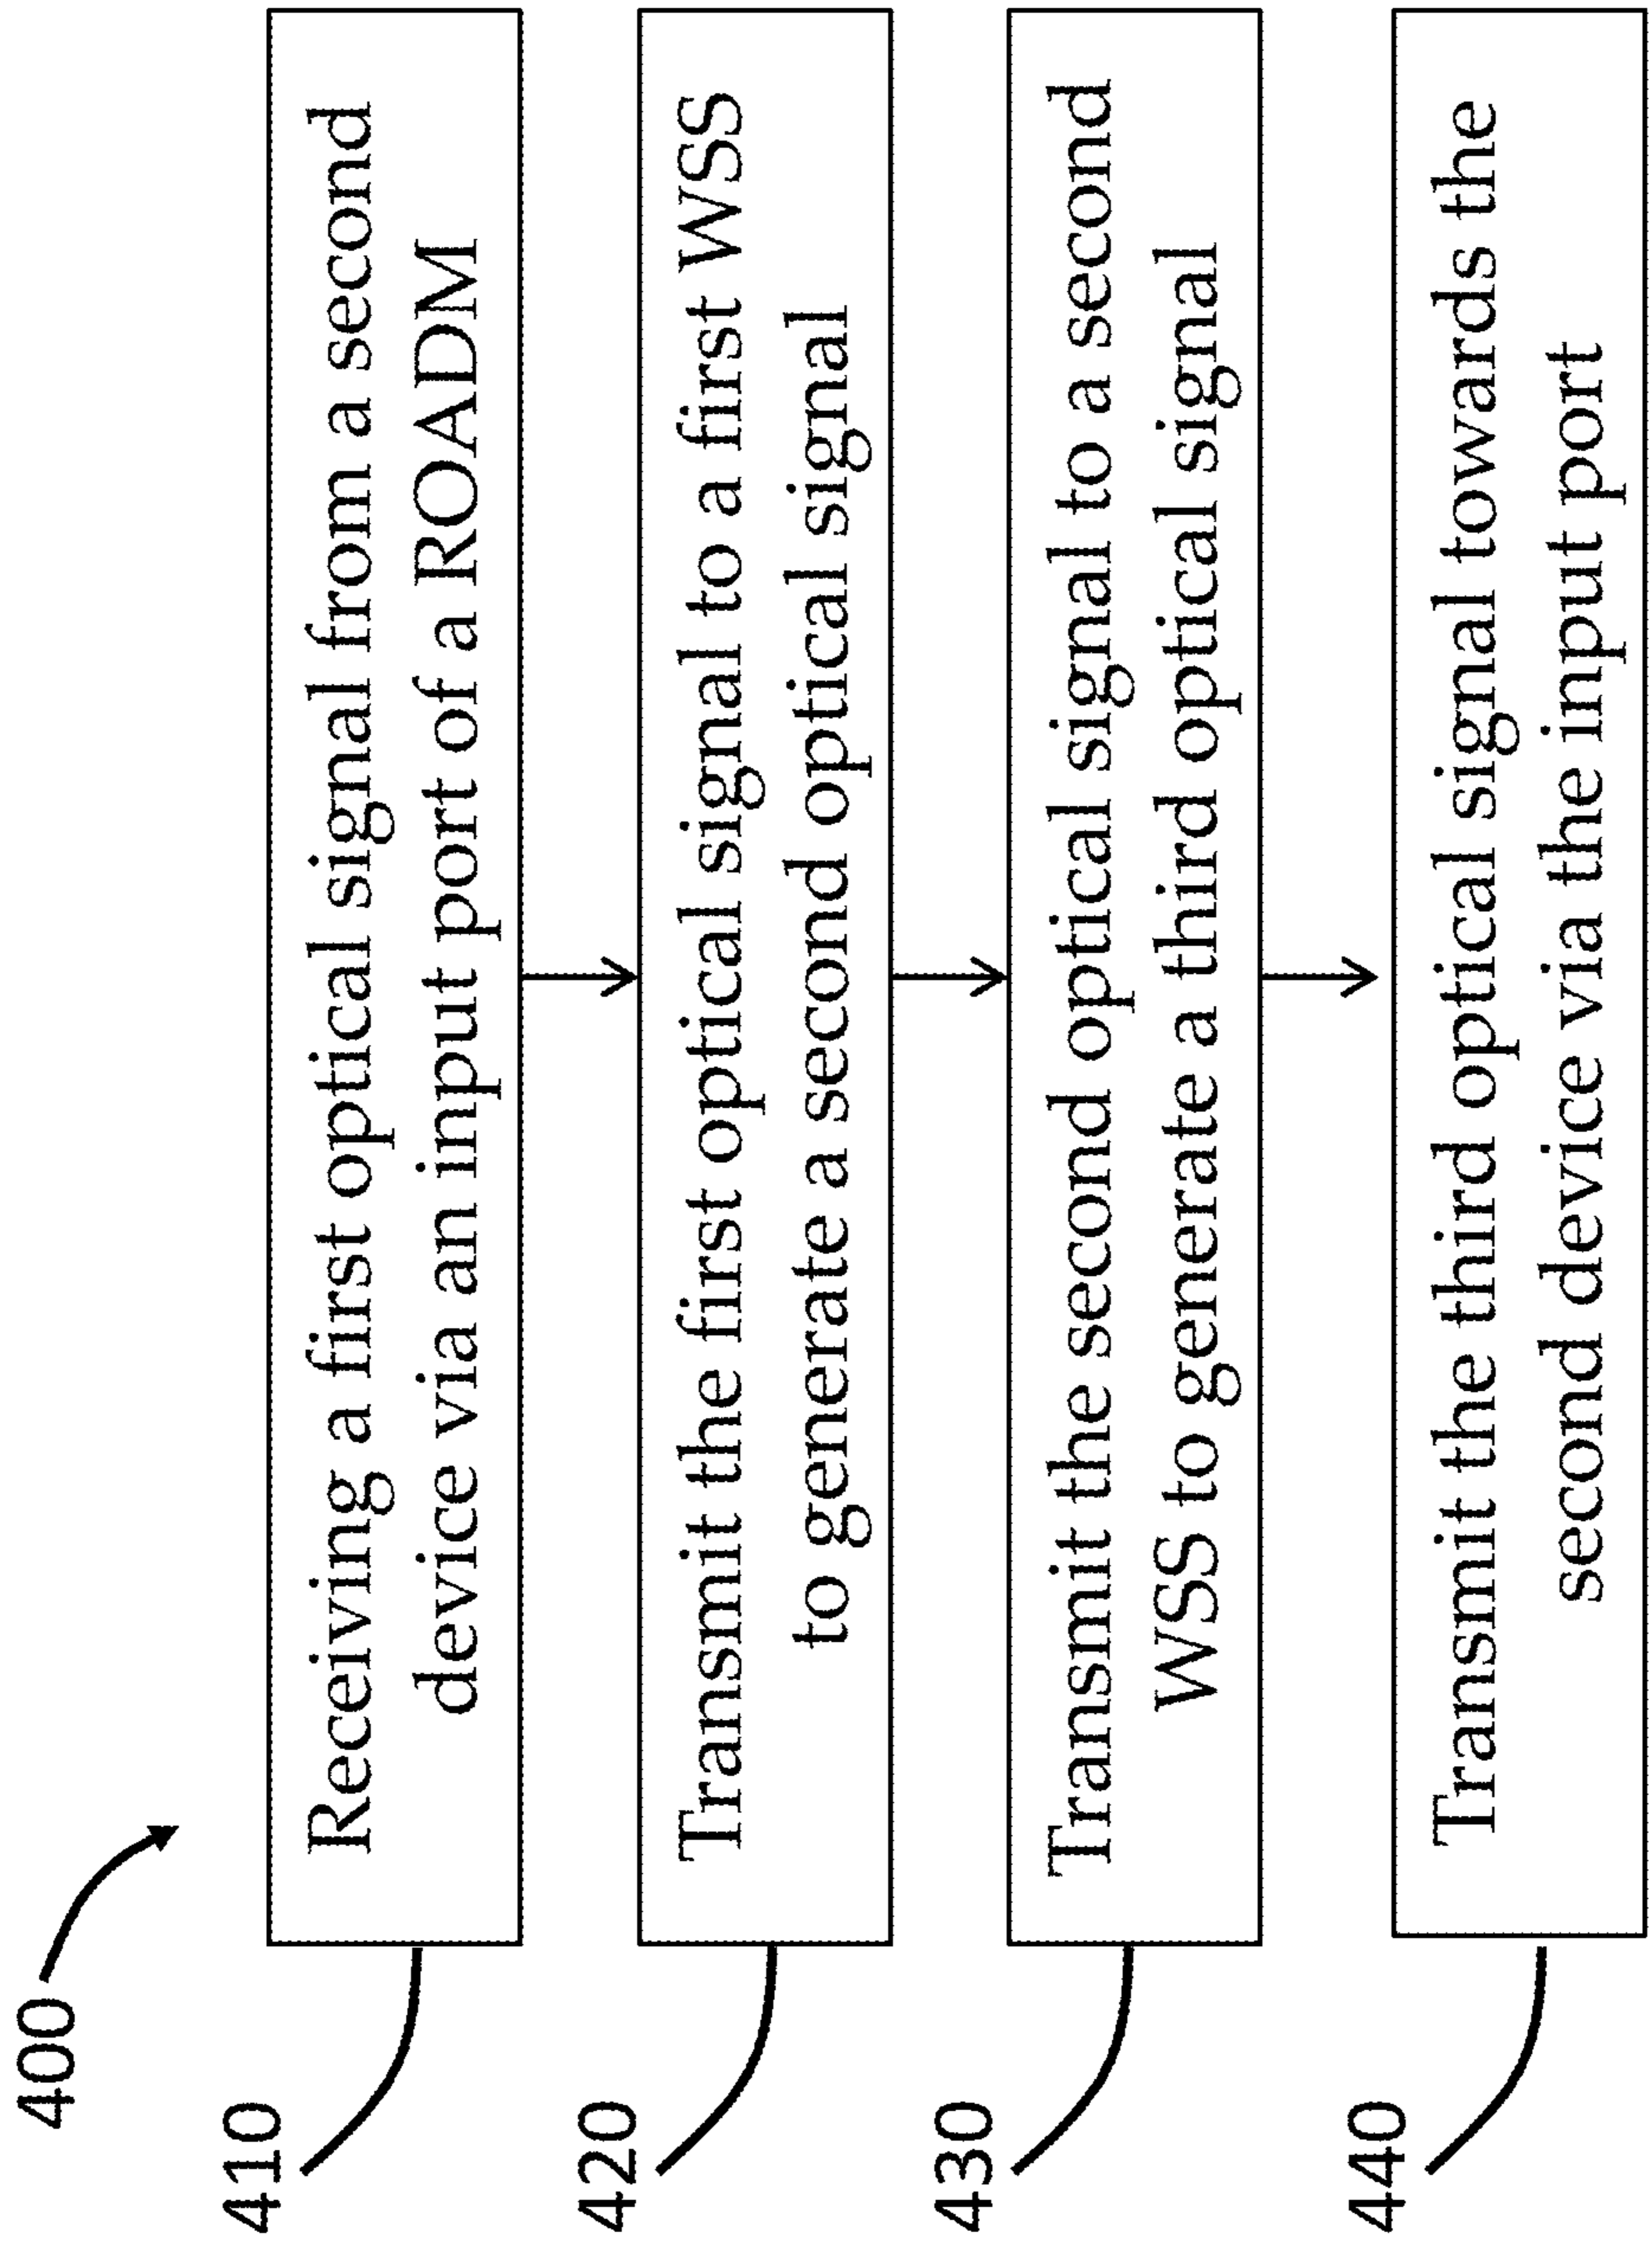 400
410
Receiving a first optical signal from a second
device via an input port of a ROADM
420
Transmit the first optical signal to a first WSS
to generate a second optical signal
430
Transmit the second optical signal to a second
WSS to generate a third optical signal
440
Transmit the third optical signal towards the
second device via the input port